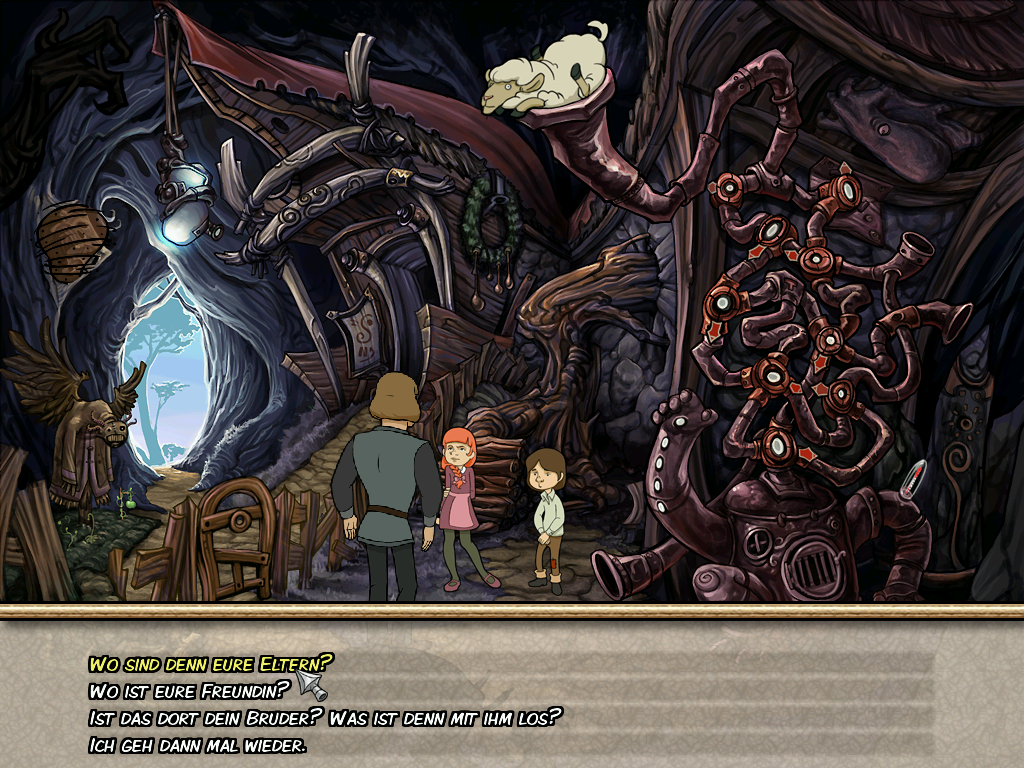 Wo sind denn eure Eltern?
Wo ist eure Freundin?
Ist das dort dein Bruder? Was ist denn mit ihm los?
Ich geh dann mal wieder.